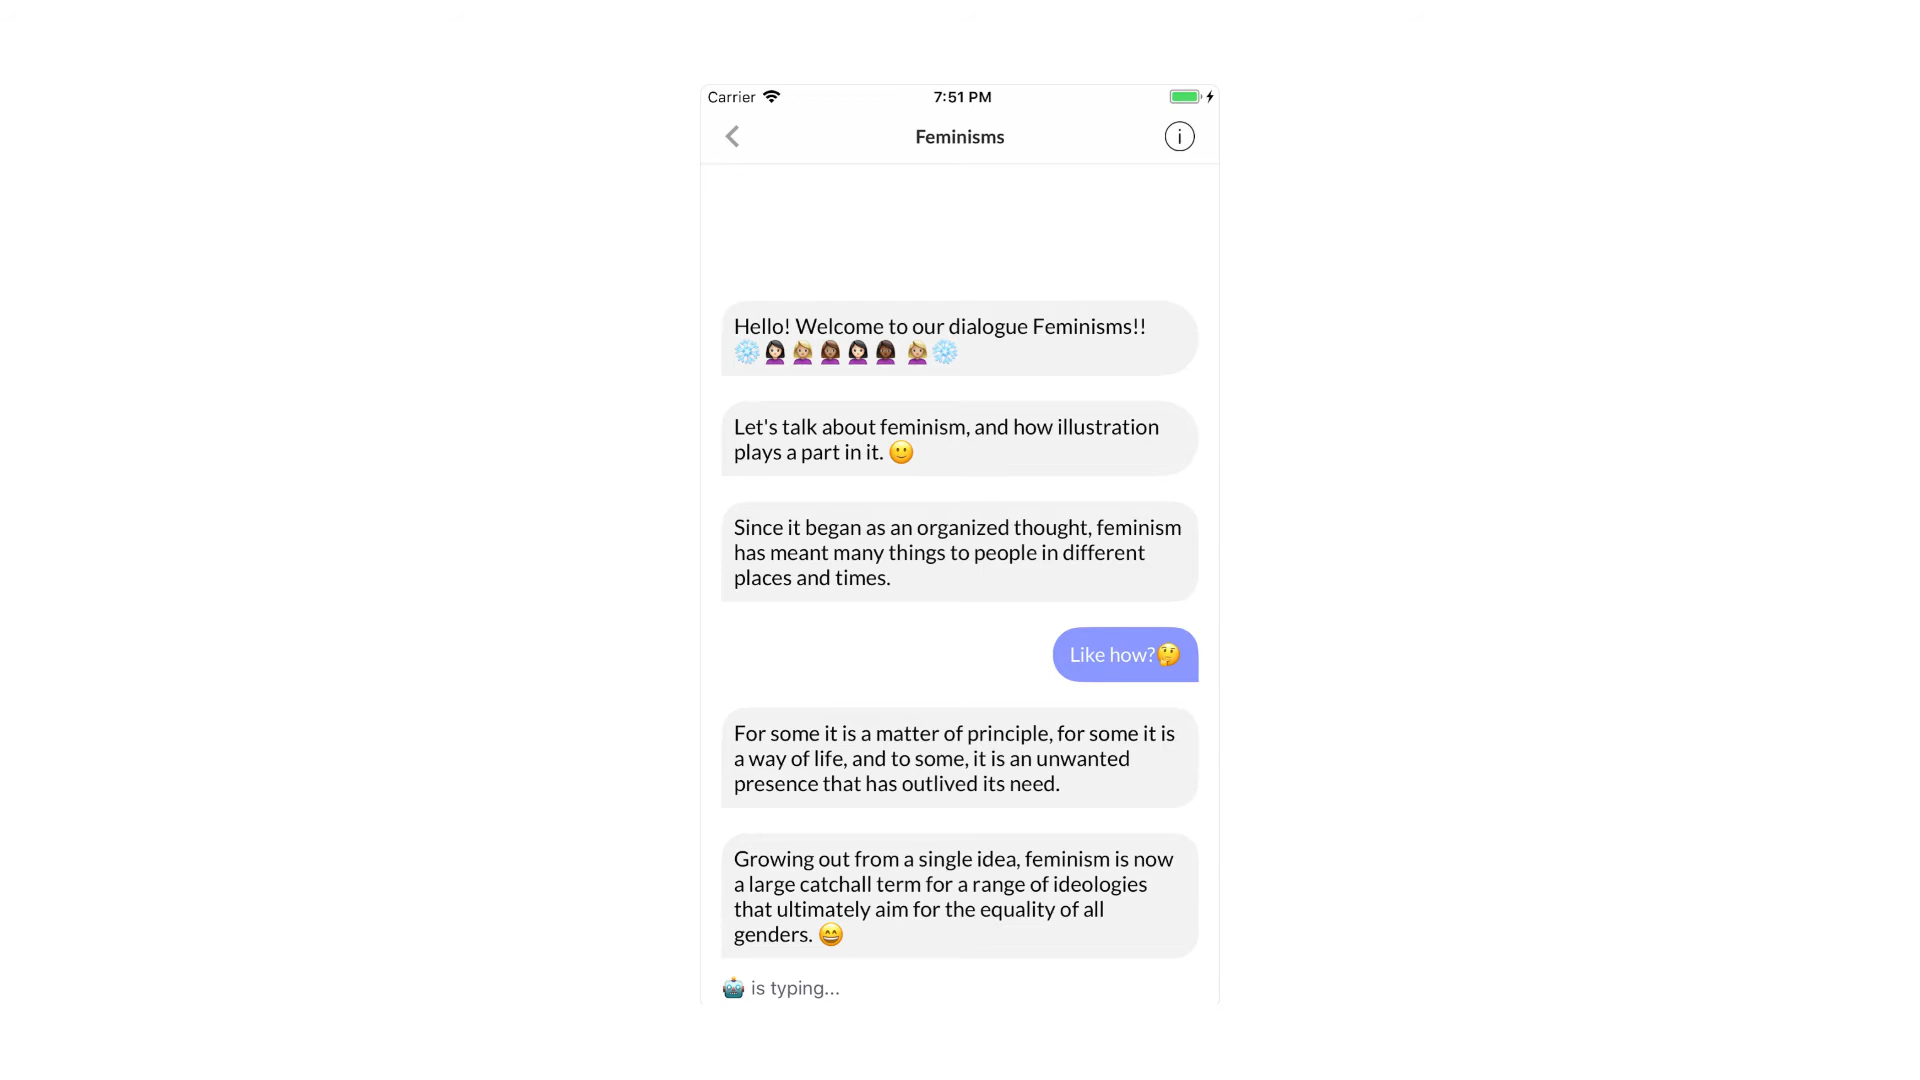 Carrier
7:51 PM
Feminisms
i
Hello! Welcome to our dialogue Feminisms!!
❄️🙎🏻‍♀️🙎🏼‍♀️🙎🏽‍♀️🙎🏻‍♀️🙎🏿‍♀️ 🙎🏼‍♀️❄️
Let's talk about feminism, and how illustration
plays a part in it. 🙂
Since it began as an organized thought, feminism
has meant many things to people in different
places and times.
Like how?🤔
For some it is a matter of principle, for some it is
a way of life, and to some, it is an unwanted
presence that has outlived its need.
Growing out from a single idea, feminism is now
a large catchall term for a range of ideologies
that ultimately aim for the equality of all
genders. 😄
🤖 is typing...